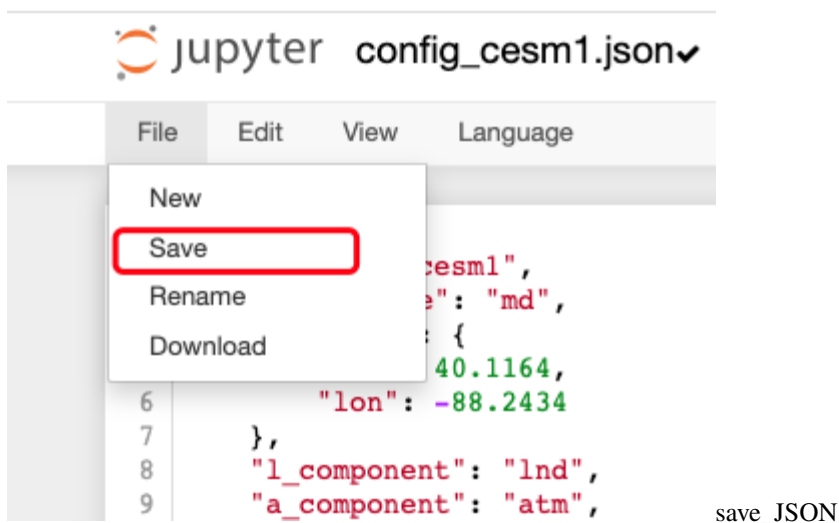 jupyter config_cesm1.json✔
File Edit View Language
New
Save
Rename
Download
cesm1",
e": "md",
: {
40.1164,
6 "lon": -88.2434
7 },
8 "l_component": "lnd",
9 "a_component": "atm",
save JSON